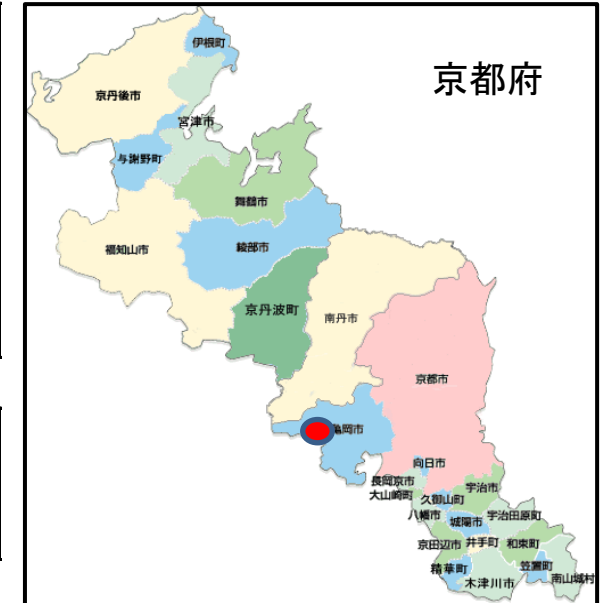 京都府
伊根町
京丹後市
宮津市
与謝野町
舞鶴市
綾部市
福知山市
京丹波町
南丹市
京都市
亀岡市
向日市
長岡京市
大山崎町
宇治市
久御山町
八幡市
城陽市
宇治田原町
京田辺市
井手町
和束町
精華町
笠置町
木津川市
南山城村